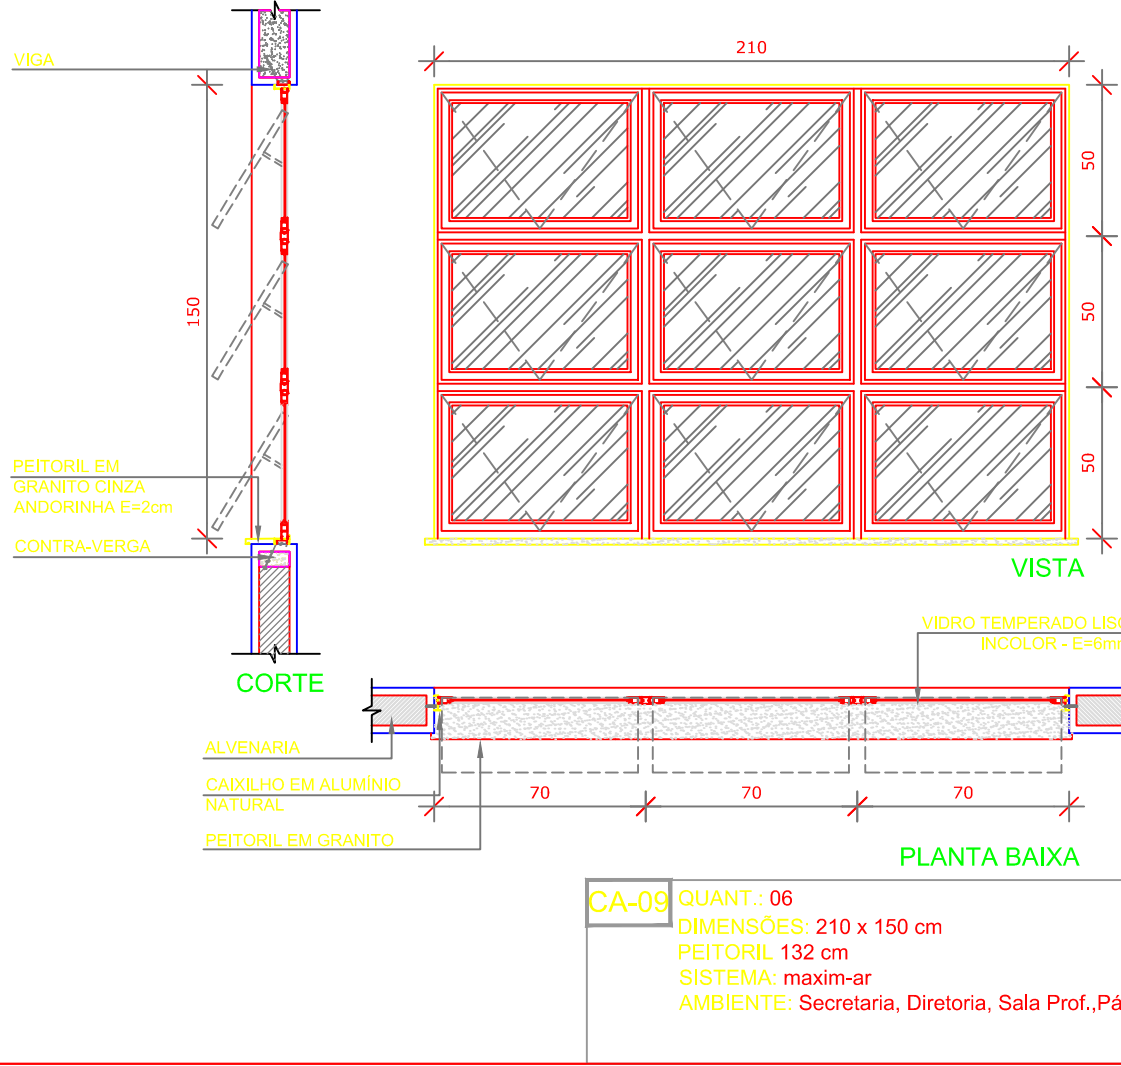 VIGA
210
150
50
50
50
PEITORIL EM
GRANITO CINZA
ANDORINHA E=2cm
CONTRA-VERGA
VISTA
CORTE
VIDRO TEMPERADO
INCOLOR - E=6m
ALVENARIA
CAIXILHO EM ALUMÍNIO
NATURAL
PEITORIL EM GRANITO
70
70
70
PLANTA BAIXA
CA-09
QUANT.: 06
DIMENSÕES: 210 x 150 cm
PEITORIL 132 cm
SISTEMA: maxim-ar
AMBIENTE: Secretaria, Diretoria, Sala Prof.,